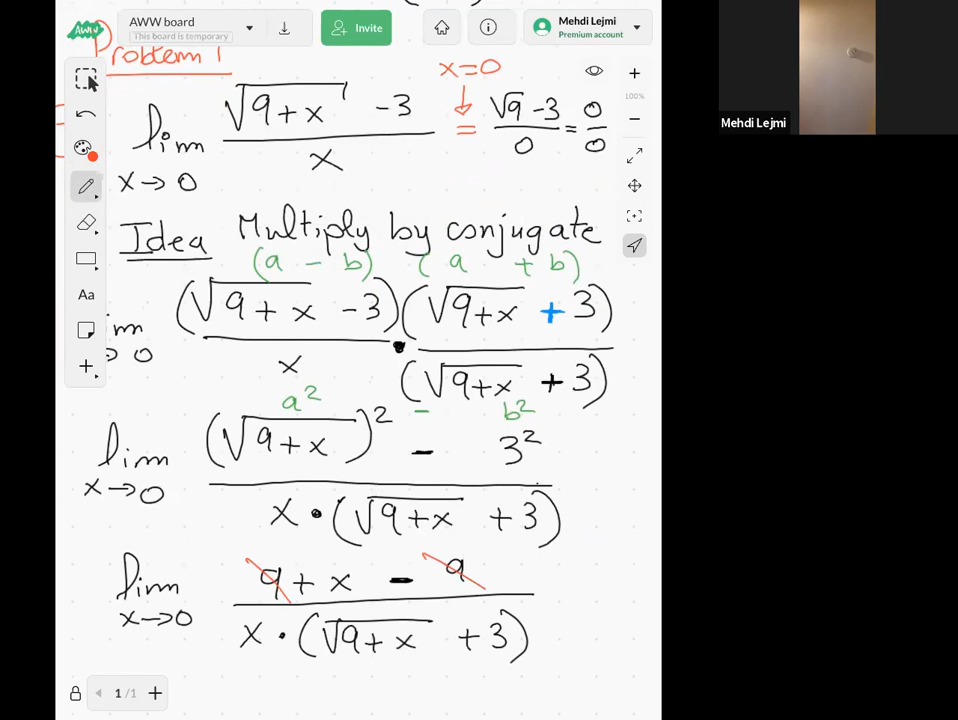 AWW board
This board is temporary
Invite
Mehdi Lejmi
Premium account
Problem 1
x=0
lim x→0 (√(9+x) -3)/x = (√9 -3)/0 = 0/0
100%
Mehdi Lejmi
Idea Multiply by conjugate
(a - b) (a + b)
im →0 (√(9+x) -3)/x • (√(9+x) +3)/(√(9+x) +3)
a² - b²
lim x→0 ((√(9+x))² - 3²)/(x•(√(9+x) +3))
lim x→0 (9+x - 9)/(x•(√(9+x) +3))
Aa
1 / 1